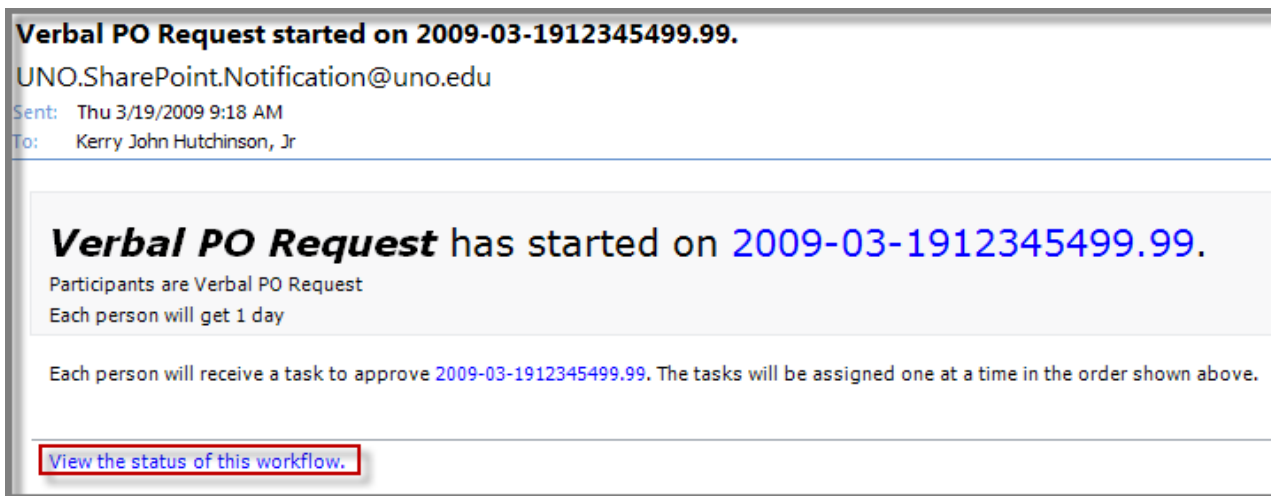 Verbal PO Request started on 2009-03-1912345499.99.
UNO.SharePoint.Notification@uno.edu
Sent: Thu 3/19/2009 9:18 AM
To: Kerry John Hutchinson, Jr
Verbal PO Request has started on 2009-03-1912345499.99.
Participants are Verbal PO Request
Each person will get 1 day
Each person will receive a task to approve 2009-03-1912345499.99. The tasks will be assigned one at a time in the order shown above.
View the status of this workflow.